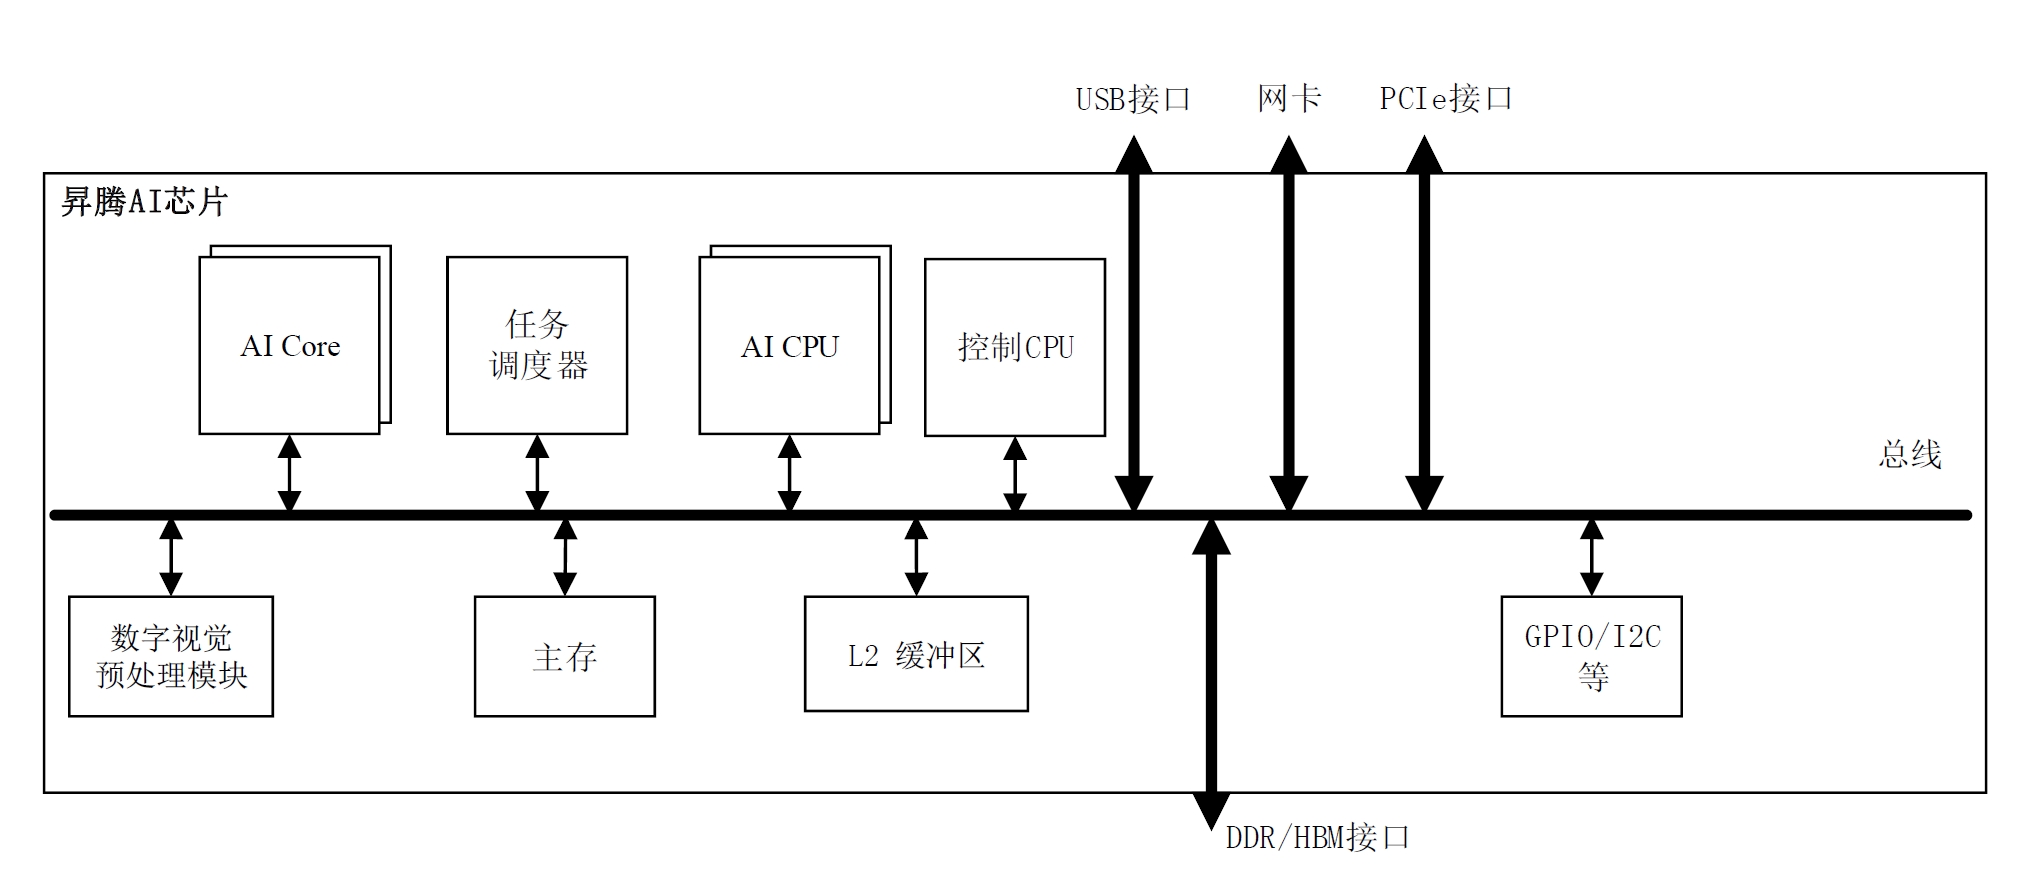 USB接口
网卡
PCIe接口
昇腾AI芯片
AI Core
任务
调度器
AI CPU
控制CPU
总线
数字视觉
预处理模块
主存
L2 缓冲区
GPIO/I2C
等
DDR/HBM接口